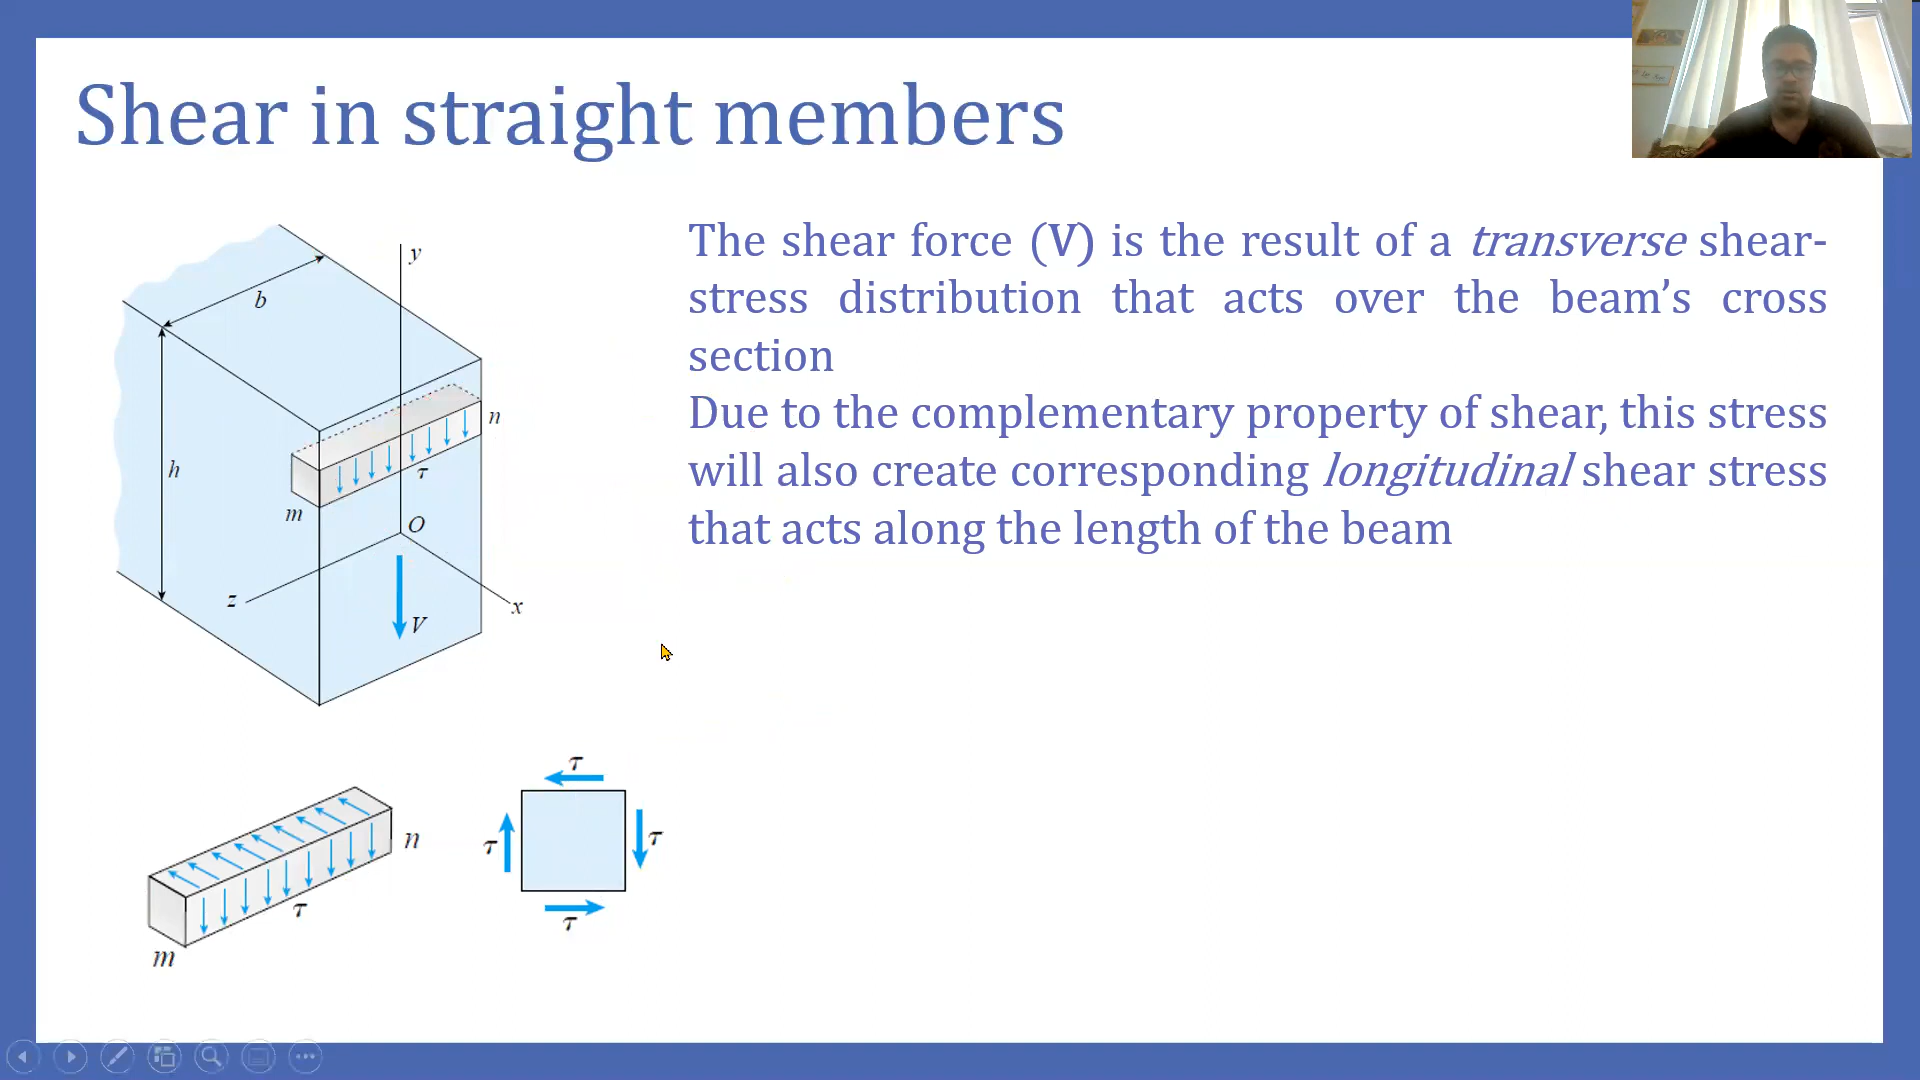 Shear in straight members
The shear force (V) is the result of a transverse shear-
stress distribution that acts over the beam’s cross
section
Due to the complementary property of shear, this stress
will also create corresponding longitudinal shear stress
that acts along the length of the beam
y
b
n
h
τ
m
O
z
x
V
τ
n
τ
τ
τ
τ
m